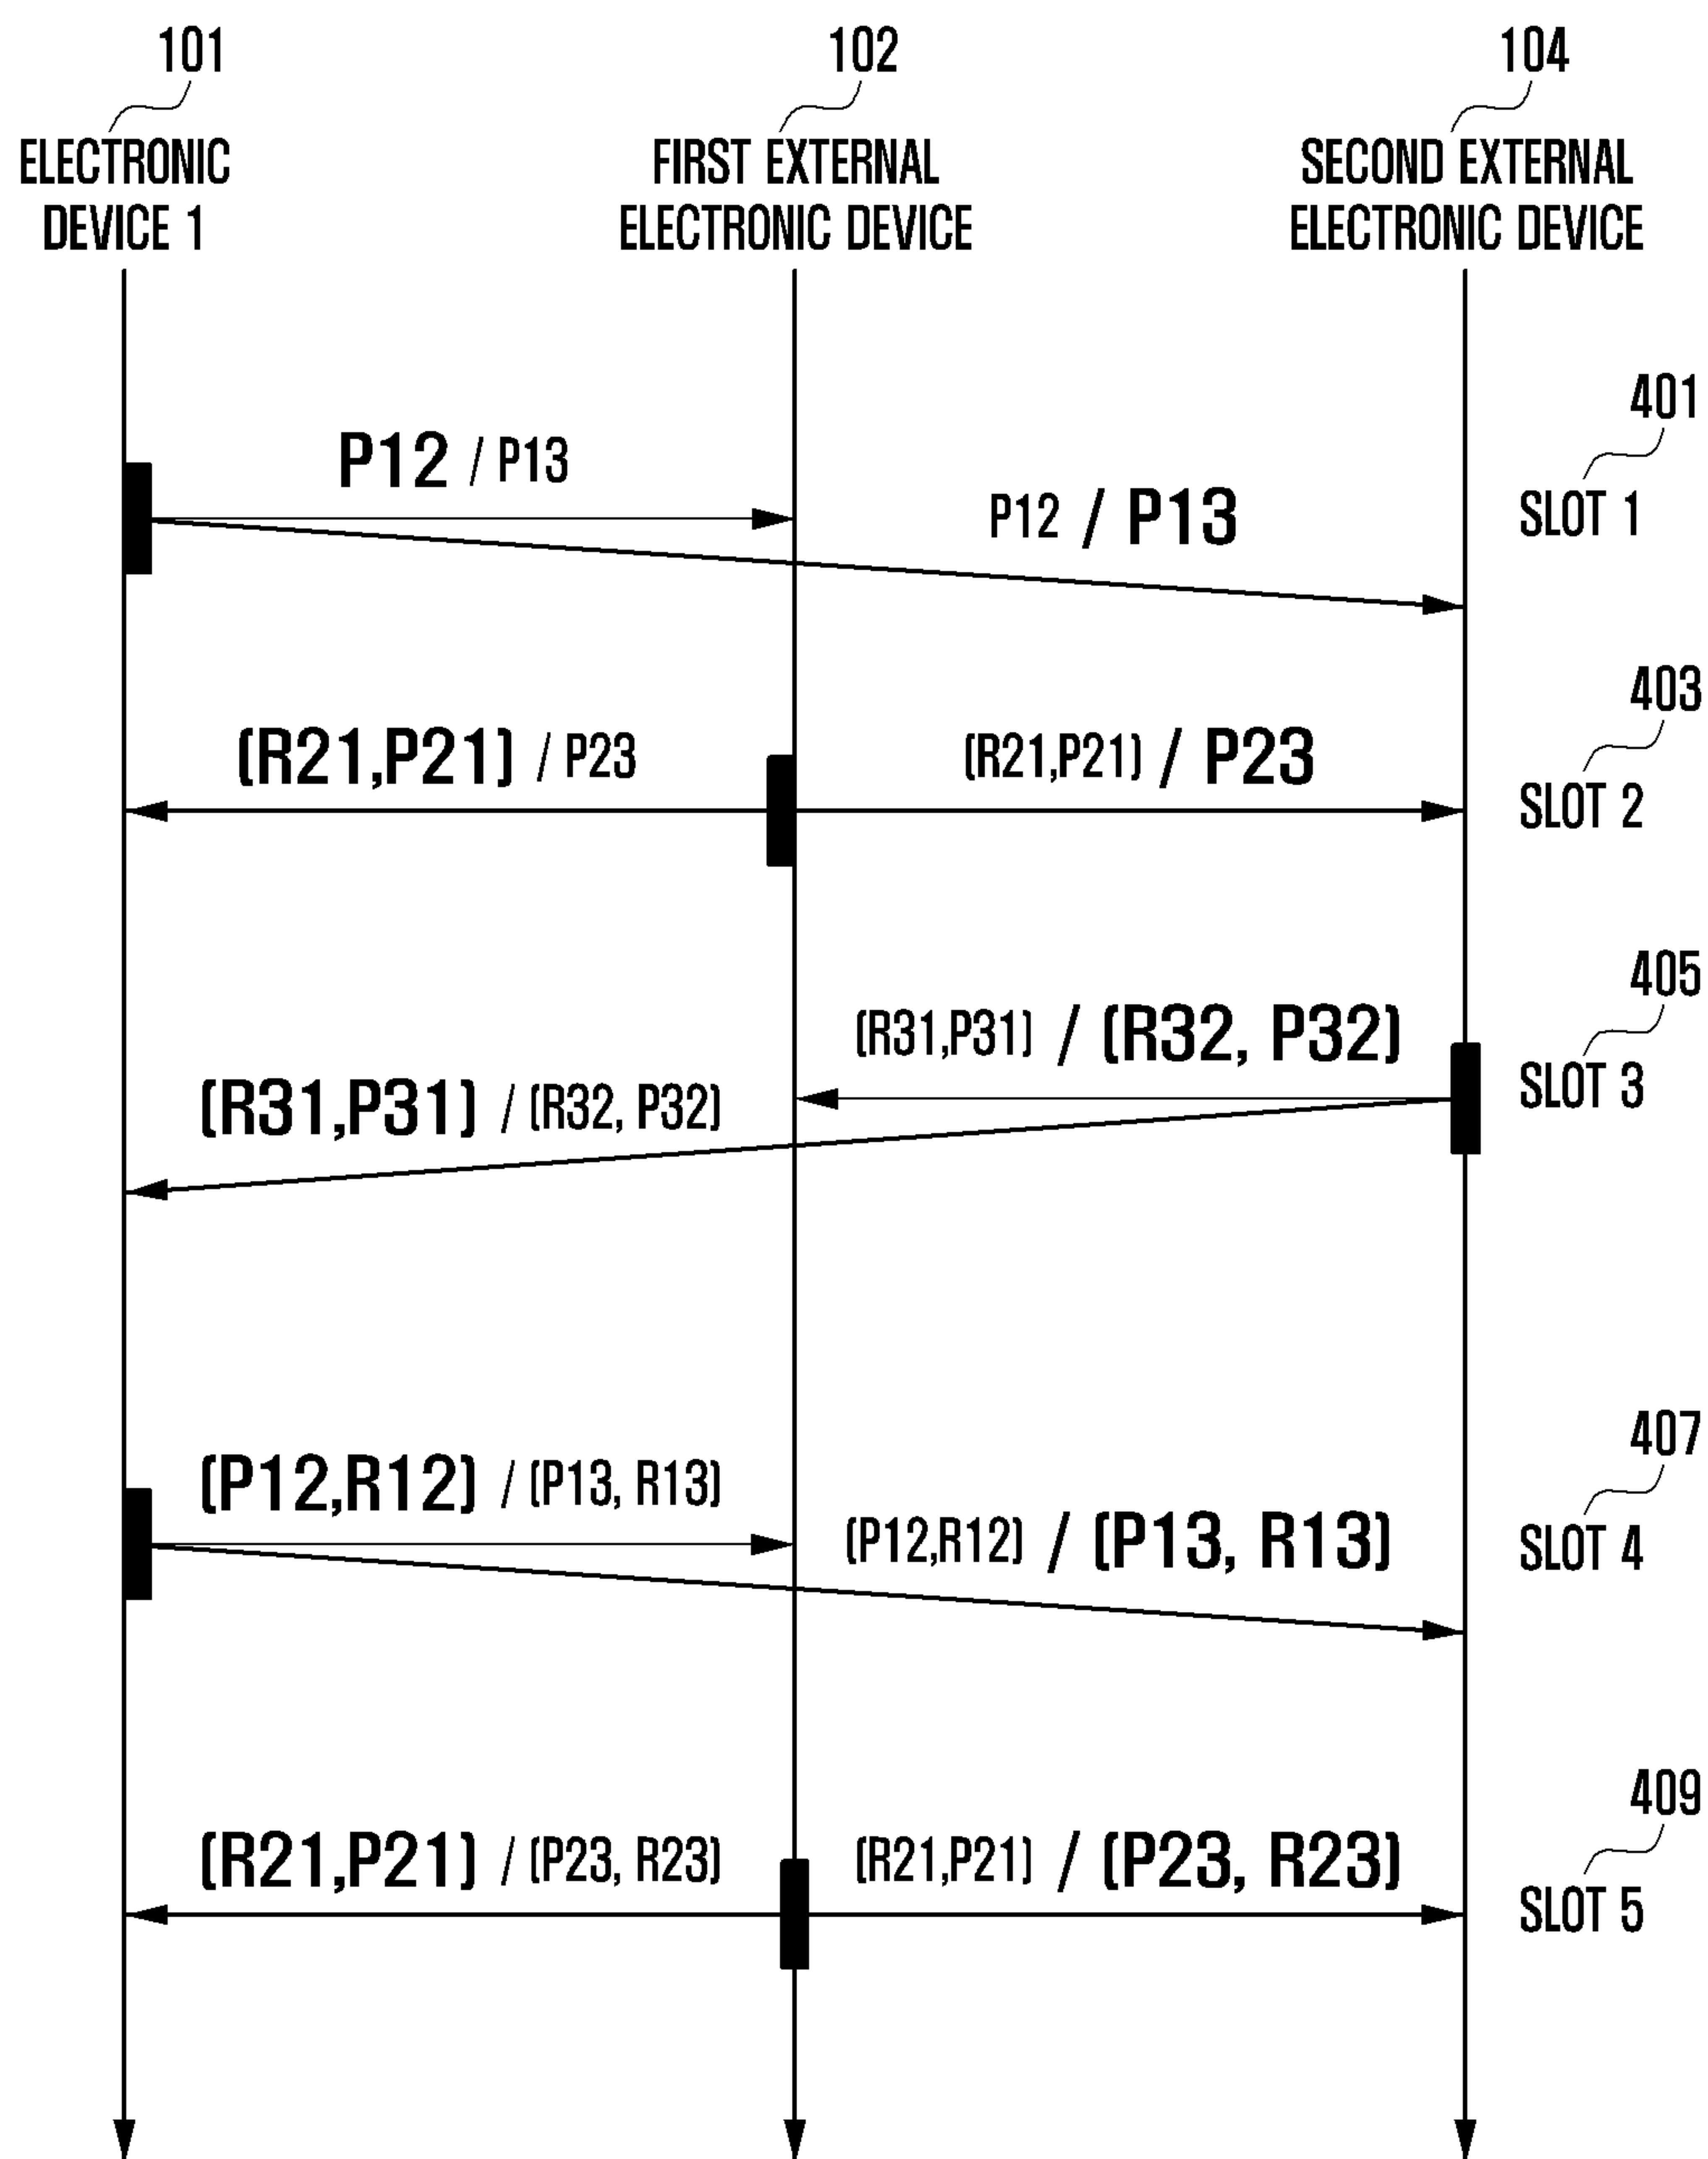 101
102
104
ELECTRONIC
DEVICE 1
FIRST EXTERNAL
ELECTRONIC DEVICE
SECOND EXTERNAL
ELECTRONIC DEVICE
401
P12 / P13
P12 / P13
SLOT 1
403
(R21,P21) / P23
(R21,P21) / P23
SLOT 2
405
(R31,P31) / (R32, P32)
SLOT 3
(R31,P31) / (R32, P32)
407
(P12,R12) / (P13, R13)
(P12,R12) / (P13, R13)
SLOT 4
409
(R21,P21) / (P23, R23)
(R21,P21) / (P23, R23)
SLOT 5